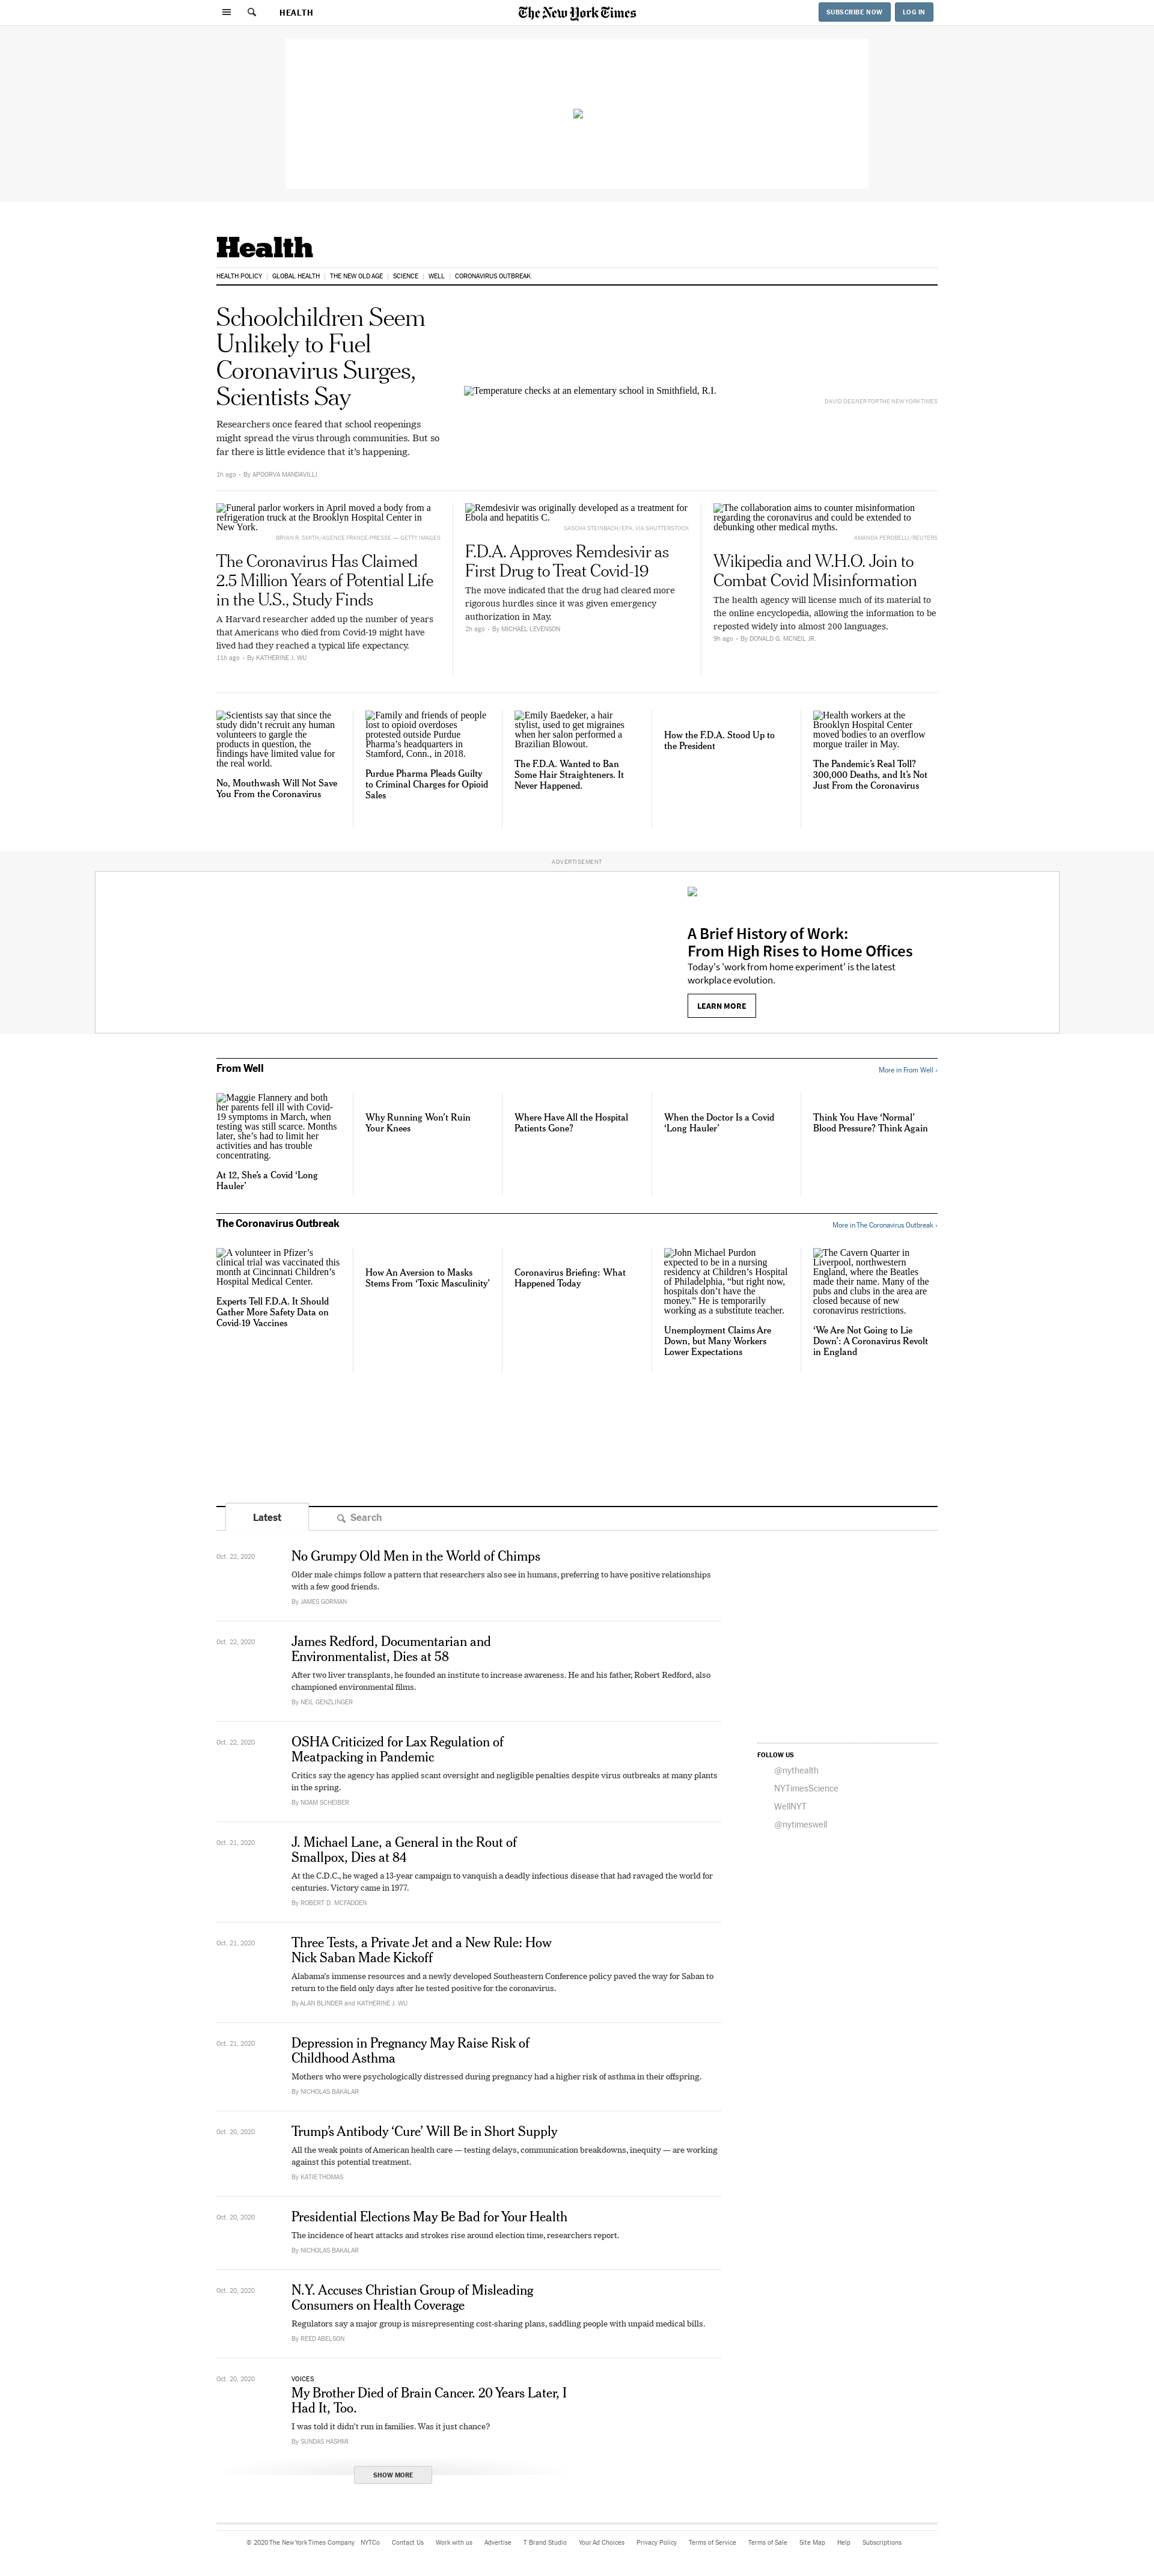 HEALTH
The New York Times
SUBSCRIBE NOW
LOG IN
Health
HEALTH POLICY | GLOBAL HEALTH | THE NEW OLD AGE | SCIENCE | WELL | CORONAVIRUS OUTBREAK
Schoolchildren Seem
Unlikely to Fuel
Coronavirus Surges,
Scientists Say
Researchers once feared that school reopenings
might spread the virus through communities. But so
far there is little evidence that it’s happening.
1h ago • By APOORVA MANDAVILLI
Temperature checks at an elementary school in Smithfield, R.I.
DAVID DEGNER FOR THE NEW YORK TIMES
Funeral parlor workers in April moved a body from a
refrigeration truck at the Brooklyn Hospital Center in
New York.
BRYAN R. SMITH/AGENCE FRANCE-PRESSE — GETTY IMAGES
The Coronavirus Has Claimed
2.5 Million Years of Potential Life
in the U.S., Study Finds
A Harvard researcher added up the number of years
that Americans who died from Covid-19 might have
lived had they reached a typical life expectancy.
11h ago • By KATHERINE J. WU
Remdesivir was originally developed as a treatment for
Ebola and hepatitis C.
SASCHA STEINBACH/EPA, VIA SHUTTERSTOCK
F.D.A. Approves Remdesivir as
First Drug to Treat Covid-19
The move indicated that the drug had cleared more
rigorous hurdles since it was given emergency
authorization in May.
2h ago • By MICHAEL LEVENSON
The collaboration aims to counter misinformation
regarding the coronavirus and could be extended to
debunking other medical myths.
AMANDA PEROBELLI/REUTERS
Wikipedia and W.H.O. Join to
Combat Covid Misinformation
The health agency will license much of its material to
the online encyclopedia, allowing the information to be
reposted widely into almost 200 languages.
9h ago • By DONALD G. MCNEIL JR.
Scientists say that since the
study didn’t recruit any human
volunteers to gargle the
products in question, the
findings have limited value for
the real world.
No, Mouthwash Will Not Save
You From the Coronavirus
Family and friends of people
lost to opioid overdoses
protested outside Purdue
Pharma’s headquarters in
Stamford, Conn., in 2018.
Purdue Pharma Pleads Guilty
to Criminal Charges for Opioid
Sales
Emily Baedeker, a hair
stylist, used to get migraines
when her salon performed a
Brazilian Blowout.
The F.D.A. Wanted to Ban
Some Hair Straighteners. It
Never Happened.
How the F.D.A. Stood Up to
the President
Health workers at the
Brooklyn Hospital Center
moved bodies to an overflow
morgue trailer in May.
The Pandemic’s Real Toll?
300,000 Deaths, and It’s Not
Just From the Coronavirus
ADVERTISEMENT
A Brief History of Work:
From High Rises to Home Offices
Today's 'work from home experiment' is the latest
workplace evolution.
LEARN MORE
From Well
More in From Well ›
Maggie Flannery and both
her parents fell ill with Covid-
19 symptoms in March, when
testing was still scarce. Months
later, she’s had to limit her
activities and has trouble
concentrating.
At 12, She’s a Covid ‘Long
Hauler’
Why Running Won’t Ruin
Your Knees
Where Have All the Hospital
Patients Gone?
When the Doctor Is a Covid
‘Long Hauler’
Think You Have ‘Normal’
Blood Pressure? Think Again
The Coronavirus Outbreak
More in The Coronavirus Outbreak ›
A volunteer in Pfizer’s
clinical trial was vaccinated this
month at Cincinnati Children’s
Hospital Medical Center.
Experts Tell F.D.A. It Should
Gather More Safety Data on
Covid-19 Vaccines
How An Aversion to Masks
Stems From ‘Toxic Masculinity’
Coronavirus Briefing: What
Happened Today
John Michael Purdon
expected to be in a nursing
residency at Children’s Hospital
of Philadelphia, “but right now,
hospitals don’t have the
money.” He is temporarily
working as a substitute teacher.
Unemployment Claims Are
Down, but Many Workers
Lower Expectations
The Cavern Quarter in
Liverpool, northwestern
England, where the Beatles
made their name. Many of the
pubs and clubs in the area are
closed because of new
coronavirus restrictions.
‘We Are Not Going to Lie
Down’: A Coronavirus Revolt
in England
Latest
Search
Oct. 22, 2020
No Grumpy Old Men in the World of Chimps
Older male chimps follow a pattern that researchers also see in humans, preferring to have positive relationships
with a few good friends.
By JAMES GORMAN
Oct. 22, 2020
James Redford, Documentarian and
Environmentalist, Dies at 58
After two liver transplants, he founded an institute to increase awareness. He and his father, Robert Redford, also
championed environmental films.
By NEIL GENZLINGER
Oct. 22, 2020
OSHA Criticized for Lax Regulation of
Meatpacking in Pandemic
Critics say the agency has applied scant oversight and negligible penalties despite virus outbreaks at many plants
in the spring.
By NOAM SCHEIBER
FOLLOW US
@nythealth
NYTimesScience
WellNYT
@nytimeswell
Oct. 21, 2020
J. Michael Lane, a General in the Rout of
Smallpox, Dies at 84
At the C.D.C., he waged a 13-year campaign to vanquish a deadly infectious disease that had ravaged the world for
centuries. Victory came in 1977.
By ROBERT D. MCFADDEN
Oct. 21, 2020
Three Tests, a Private Jet and a New Rule: How
Nick Saban Made Kickoff
Alabama’s immense resources and a newly developed Southeastern Conference policy paved the way for Saban to
return to the field only days after he tested positive for the coronavirus.
By ALAN BLINDER and KATHERINE J. WU
Oct. 21, 2020
Depression in Pregnancy May Raise Risk of
Childhood Asthma
Mothers who were psychologically distressed during pregnancy had a higher risk of asthma in their offspring.
By NICHOLAS BAKALAR
Oct. 20, 2020
Trump’s Antibody ‘Cure’ Will Be in Short Supply
All the weak points of American health care — testing delays, communication breakdowns, inequity — are working
against this potential treatment.
By KATIE THOMAS
Oct. 20, 2020
Presidential Elections May Be Bad for Your Health
The incidence of heart attacks and strokes rise around election time, researchers report.
By NICHOLAS BAKALAR
Oct. 20, 2020
N.Y. Accuses Christian Group of Misleading
Consumers on Health Coverage
Regulators say a major group is misrepresenting cost-sharing plans, saddling people with unpaid medical bills.
By REED ABELSON
Oct. 20, 2020
VOICES
My Brother Died of Brain Cancer. 20 Years Later, I
Had It, Too.
I was told it didn’t run in families. Was it just chance?
By SUNDAS HASHMI
SHOW MORE
© 2020 The New York Times Company NYTCo Contact Us Work with us Advertise T Brand Studio Your Ad Choices Privacy Policy Terms of Service Terms of Sale Site Map Help Subscriptions